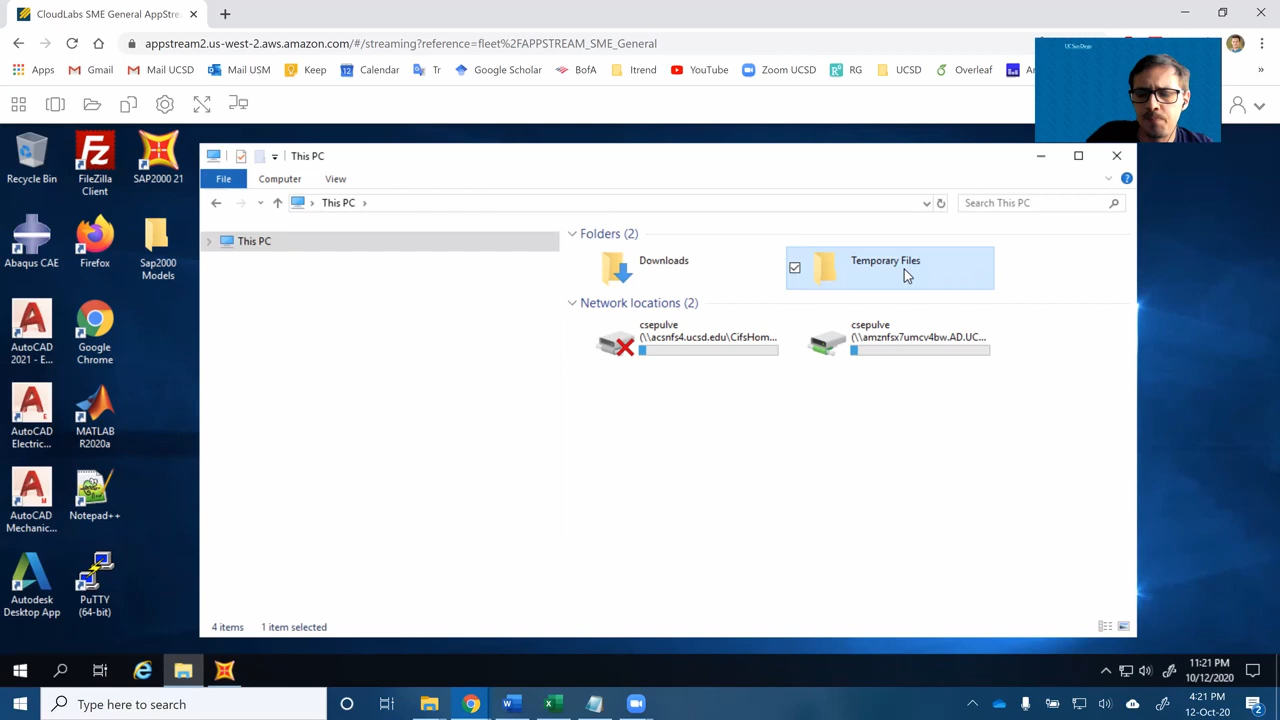 CloudLabs SME General AppStre
appstream2.us-west-2.aws.amazon.com/#/streaming?reference=fleet%2FAPPSTREAM_SME_General
Apps
Gmail
Mail UCSD
Mail USM
Keep
Calendar
Tr
Google Scholar
BofA
Itrend
YouTube
Zoom UCSD
RG
UCSD
Overleaf
UC San Diego
Recycle Bin
FileZilla
Client
SAP2000 21
Abaqus CAE
Firefox
Sap2000
Models
AutoCAD
2021 - E...
Google
Chrome
AutoCAD
Electric...
MATLAB
R2020a
AutoCAD
Mechanic...
Notepad++
Autodesk
Desktop App
PuTTY
(64-bit)
This PC
File
Computer
View
This PC
Search This PC
This PC
Folders (2)
Downloads
Temporary Files
Network locations (2)
csepulve
(\\acsnfs4.ucsd.edu\CifsHom...
csepulve
(\\amznfsx7umcv4bw.AD.UC...
4 items
1 item selected
11:21 PM
10/12/2020
Type here to search
4:21 PM
12-Oct-20
2